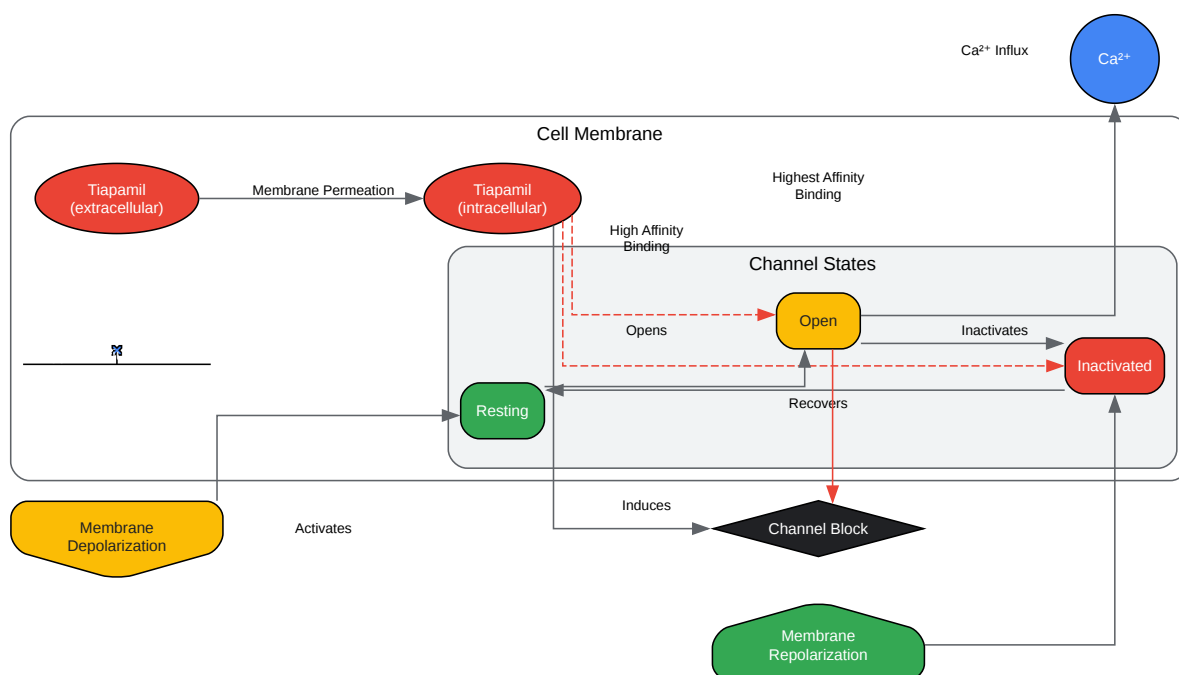 Ca²⁺ Influx
Ca²⁺
Cell Membrane
Tiapamil
(extracellular)
Membrane Permeation
Tiapamil
(intracellular)
Highest Affinity
Binding
High Affinity
Binding
Channel States
Opens
Open
Inactivates
Inactivated
Resting
Recovers
Membrane
Depolarization
Activates
Induces
Channel Block
Membrane
Repolarization